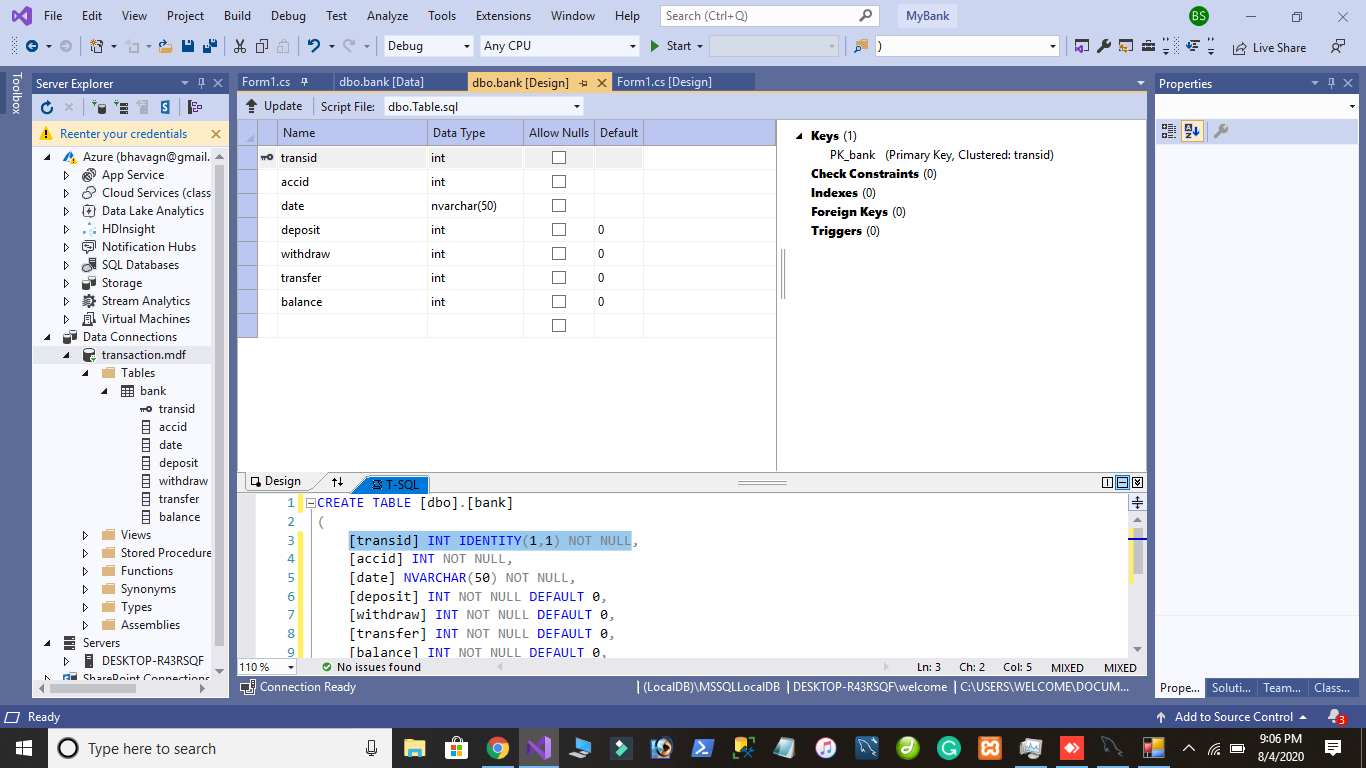 File Edit View Project Build Debug Test Analyze Tools Extensions Window Help Search (Ctrl+Q) MyBank BS
Debug Any CPU Start ) Live Share
Toolbox
Server Explorer
Reenter your credentials
Azure (bhavagn@gmail.
App Service
Cloud Services (class
Data Lake Analytics
HDInsight
Notification Hubs
SQL Databases
Storage
Stream Analytics
Virtual Machines
Data Connections
transaction.mdf
Tables
bank
transid
accid
date
deposit
withdraw
transfer
balance
Views
Stored Procedure
Functions
Synonyms
Types
Assemblies
Servers
DESKTOP-R43RSQF
SharePoint Connections
Form1.cs dbo.bank [Data] dbo.bank [Design] Form1.cs [Design]
Update Script File: dbo.Table.sql
Name Data Type Allow Nulls Default
transid int
accid int
date nvarchar(50)
deposit int 0
withdraw int 0
transfer int 0
balance int 0
Keys (1)
PK_bank (Primary Key, Clustered: transid)
Check Constraints (0)
Indexes (0)
Foreign Keys (0)
Triggers (0)
Design T-SQL
1 CREATE TABLE [dbo].[bank]
2 (
3 [transid] INT IDENTITY(1,1) NOT NULL,
4 [accid] INT NOT NULL,
5 [date] NVARCHAR(50) NOT NULL,
6 [deposit] INT NOT NULL DEFAULT 0,
7 [withdraw] INT NOT NULL DEFAULT 0,
8 [transfer] INT NOT NULL DEFAULT 0,
9 [balance] INT NOT NULL DEFAULT 0,
110 % No issues found Ln: 3 Ch: 2 Col: 5 MIXED MIXED
Connection Ready | (LocalDB)\MSSQLLocalDB | DESKTOP-R43RSQF\welcome | C:\USERS\WELCOME\DOCUM...
Properties
Prope... Soluti... Team... Class...
Ready Add to Source Control 3
Type here to search 9:06 PM
8/4/2020